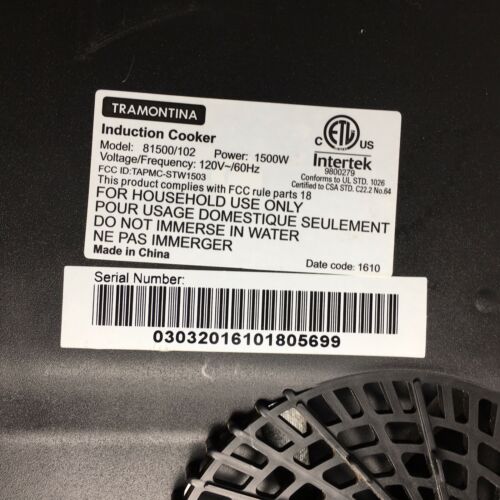 TRAMONTINA
Induction Cooker
Model: 81500/102 Power: 1500W
Voltage/Frequency: 120V~/60Hz
FCC ID:TAPMC-STW1503
This product complies with FCC rule parts 18
FOR HOUSEHOLD USE ONLY
POUR USAGE DOMESTIQUE SEULEMENT
DO NOT IMMERSE IN WATER
NE PAS IMMERGER
Made in China
Date code: 1610
C ETL US
Intertek
9800279
Conforms to UL STD. 1026
Certified to CSA STD. C22.2 No.64
Serial Number:
03032016101805699